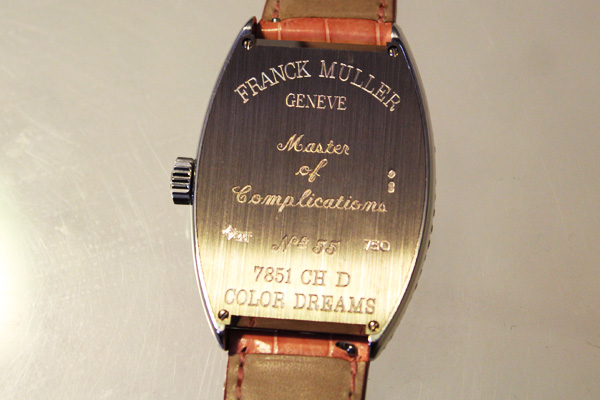 FRANCK MULLER
GENEVE
Master
of
Complications
Nº 55 750
7851 CH D
COLOR DREAMS